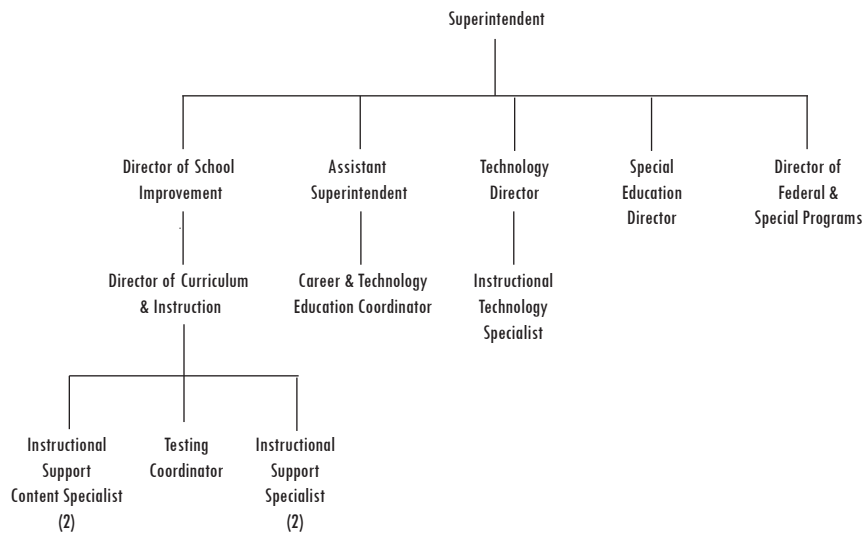 Superintendent
Director of School
Improvement
Assistant
Superintendent
Technology
Director
Special
Education
Director
Director of
Federal &
Special Programs
Director of Curriculum
& Instruction
Career & Technology
Education Coordinator
Instructional
Technology
Specialist
Instructional
Support
Content Specialist
(2)
Testing
Coordinator
Instructional
Support
Specialist
(2)